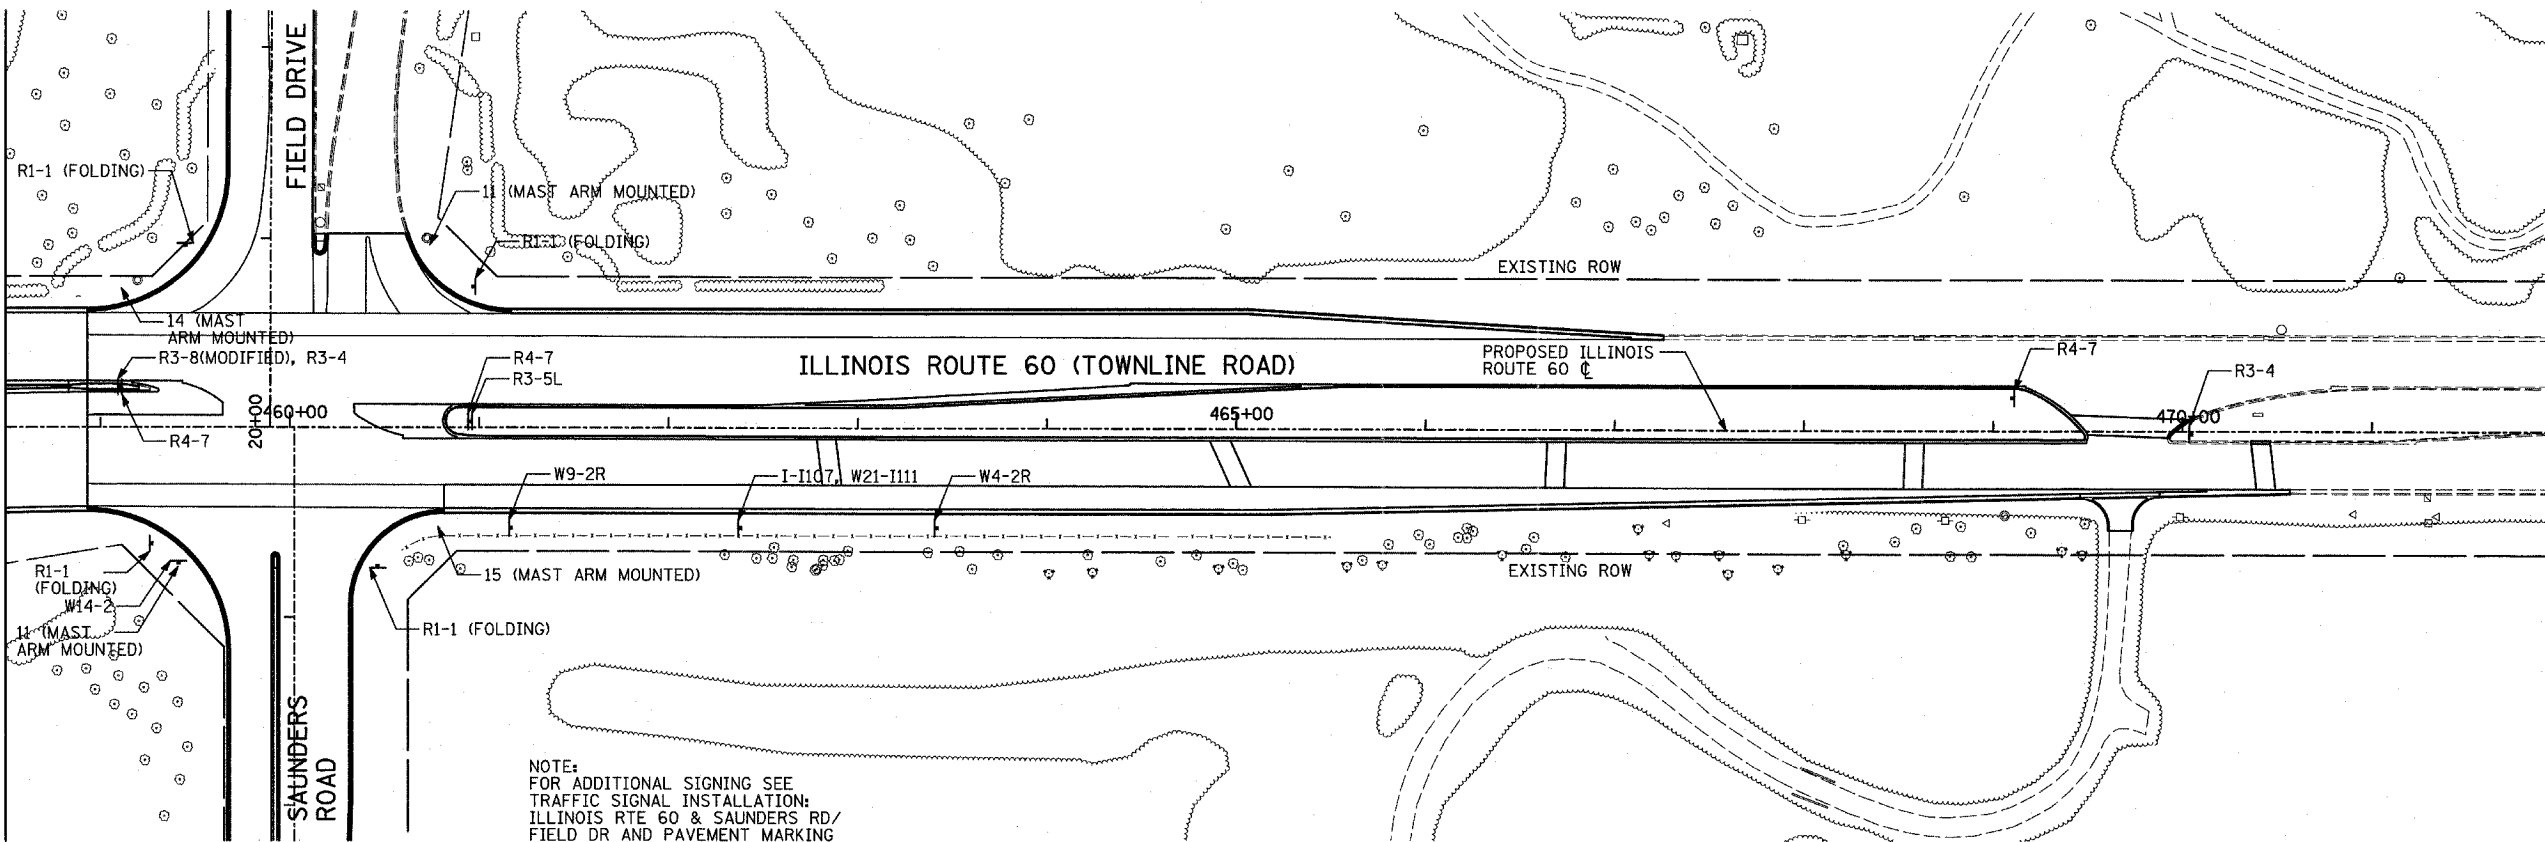 FIELD DRIVE
R1-1 (FOLDING)
11 (MAST ARM MOUNTED)
R1-1 (FOLDING)
EXISTING ROW
14 (MAST
ARM MOUNTED)
R3-8(MODIFIED), R3-4
R4-7
R3-5L
ILLINOIS ROUTE 60 (TOWNLINE ROAD)
PROPOSED ILLINOIS
ROUTE 60 ℄
R4-7
R3-4
20+00
460+00
465+00
470+00
R4-7
W9-2R
I-I107, W21-I111
W4-2R
R1-1
(FOLDING)
W14-2
11 (MAST
ARM MOUNTED)
15 (MAST ARM MOUNTED)
R1-1 (FOLDING)
EXISTING ROW
SAUNDERS
ROAD
NOTE:
FOR ADDITIONAL SIGNING SEE
TRAFFIC SIGNAL INSTALLATION:
ILLINOIS RTE 60 & SAUNDERS RD/
FIELD DR AND PAVEMENT MARKING